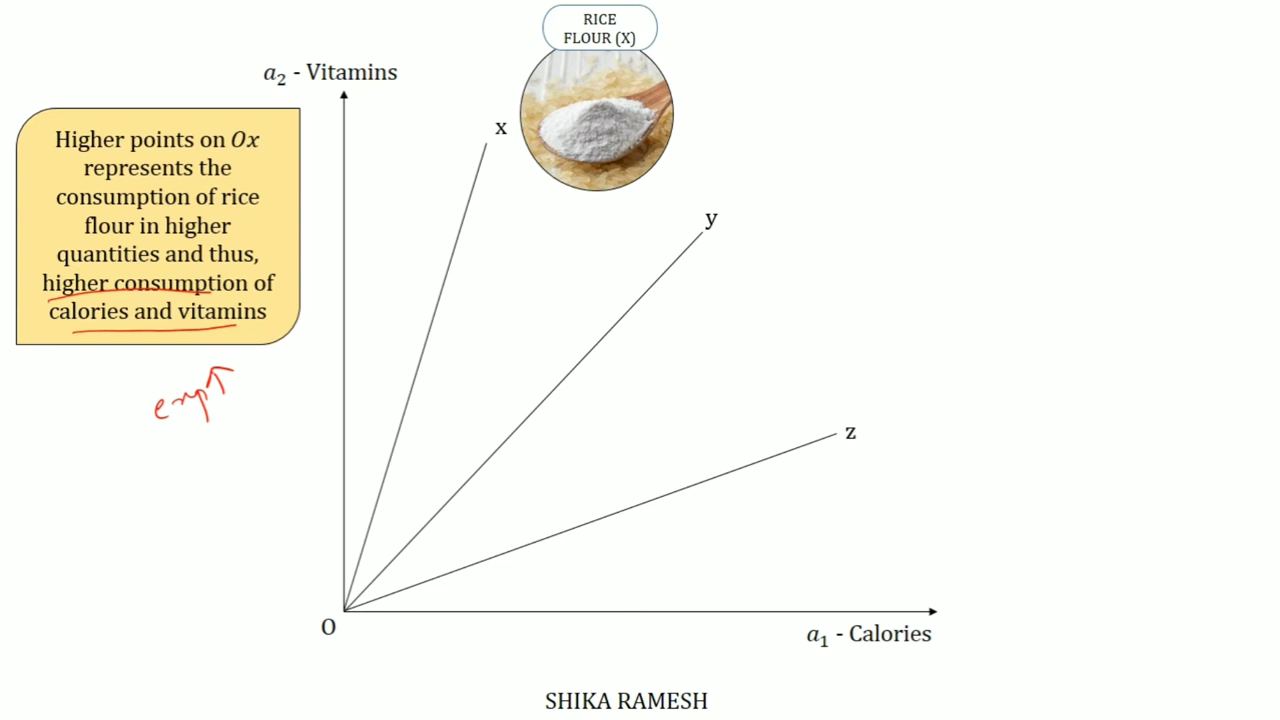 RICE
FLOUR (X)
a₂ - Vitamins
x
Higher points on Ox
represents the
consumption of rice
flour in higher
quantities and thus,
higher consumption of
calories and vitamins
y
exp↑
z
O
a₁ - Calories
SHIKA RAMESH